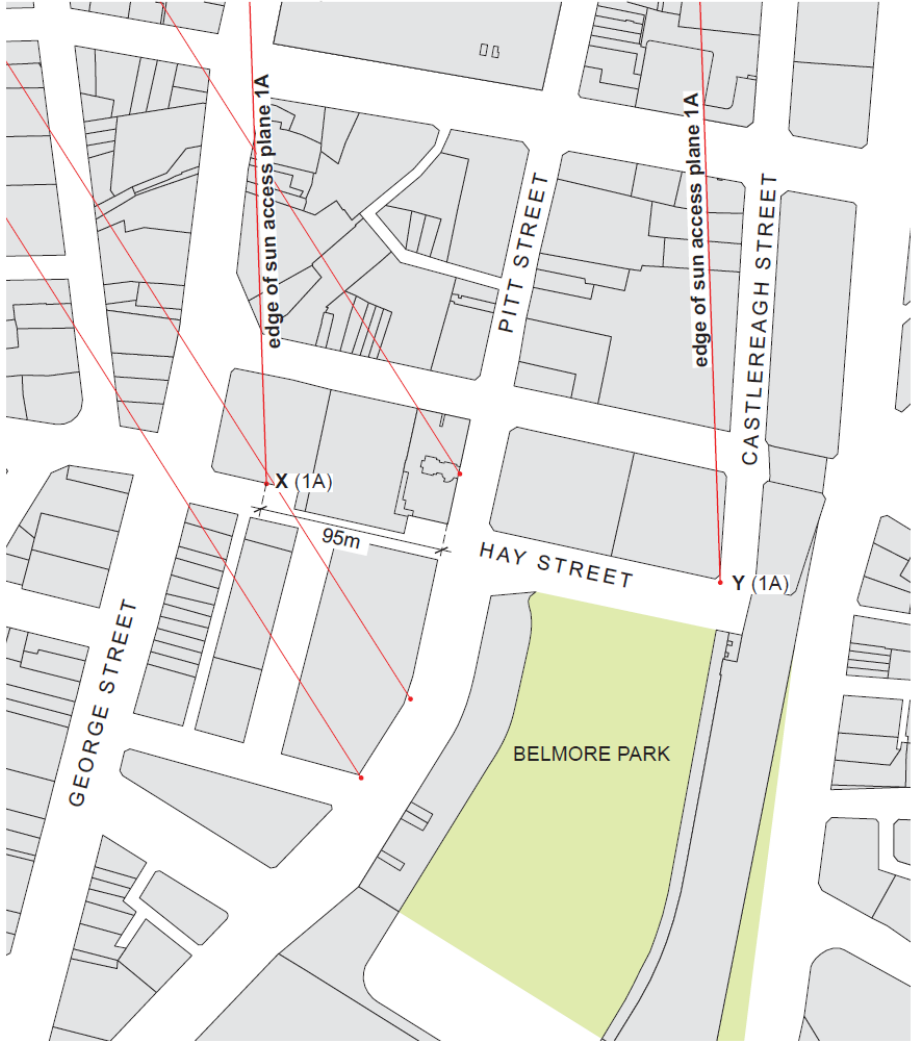 edge of sun access plane 1A
edge of sun access plane 1A
PITT STREET
CASTLEREAGH STREET
X (1A)
95m
HAY STREET
Y (1A)
GEORGE STREET
BELMORE PARK